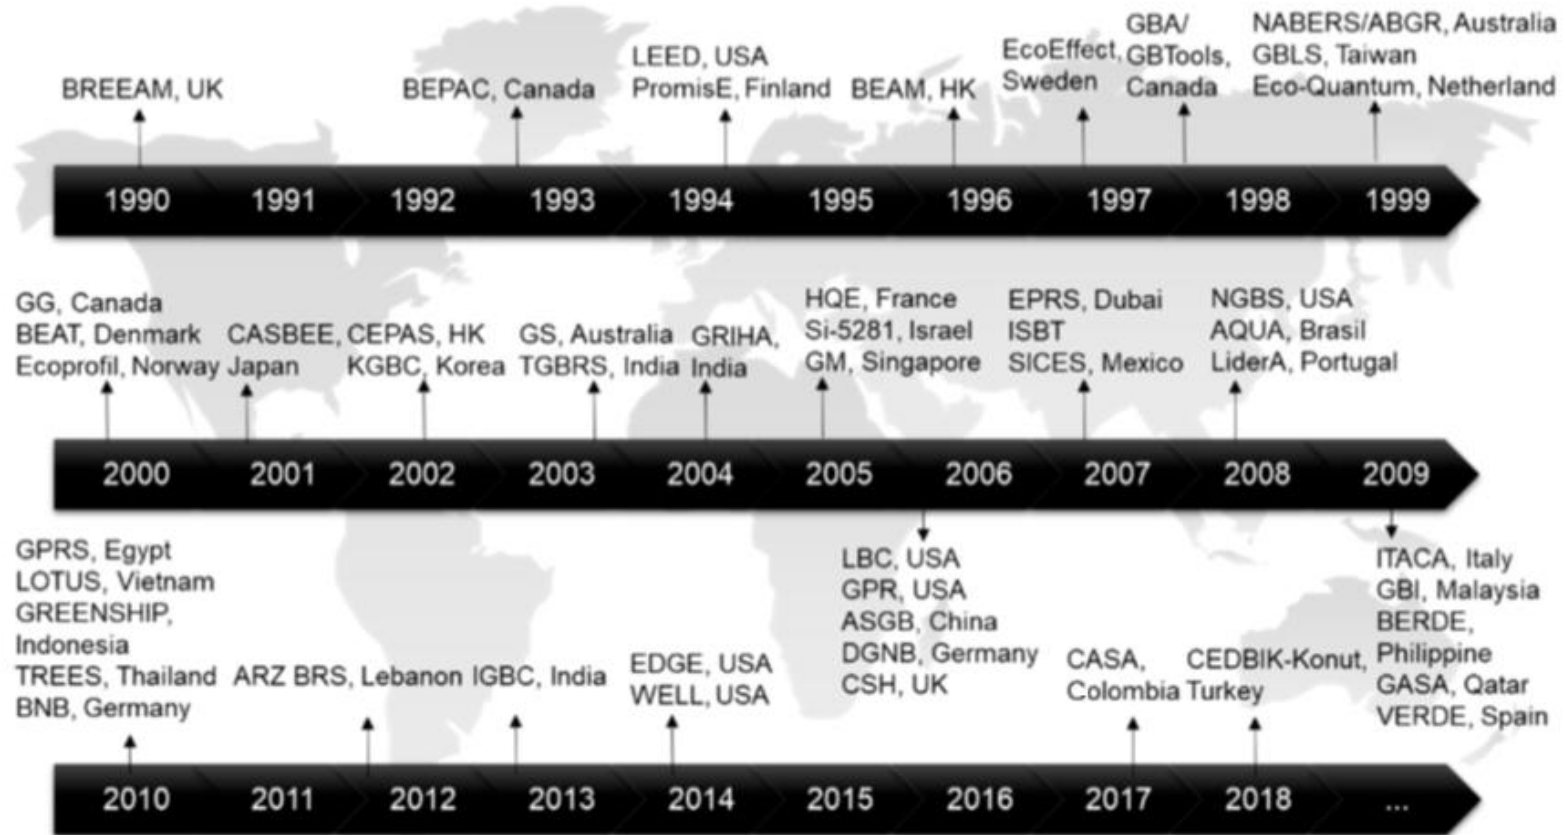 BREEAM, UK
BEPAC, Canada
LEED, USA
PromisE, Finland
BEAM, HK
EcoEffect,
Sweden
GBA/
GBTools,
Canada
NABERS/ABGR, Australia
GBLS, Taiwan
Eco-Quantum, Netherland
1990 1991 1992 1993 1994 1995 1996 1997 1998 1999
GG, Canada
BEAT, Denmark
Ecoprofil, Norway
CASBEE,
Japan
CEPAS, HK
KGBC, Korea
GS, Australia
TGBRS, India
GRIHA,
India
HQE, France
Si-5281, Israel
GM, Singapore
EPRS, Dubai
ISBT
SICES, Mexico
NGBS, USA
AQUA, Brasil
LiderA, Portugal
2000 2001 2002 2003 2004 2005 2006 2007 2008 2009
GPRS, Egypt
LOTUS, Vietnam
GREENSHIP,
Indonesia
TREES, Thailand
BNB, Germany
ARZ BRS, Lebanon
IGBC, India
EDGE, USA
WELL, USA
LBC, USA
GPR, USA
ASGB, China
DGNB, Germany
CSH, UK
CASA,
Colombia
CEDBIK-Konut,
Turkey
ITACA, Italy
GBI, Malaysia
BERDE,
Philippine
GASA, Qatar
VERDE, Spain
2010 2011 2012 2013 2014 2015 2016 2017 2018 ...